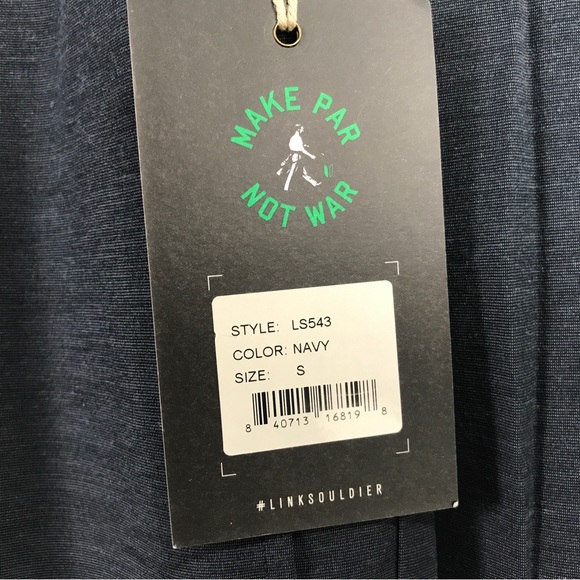 MAKE PAR
NOT WAR
STYLE: LS543
COLOR: NAVY
SIZE: S
8 40713 16819 8
#LINKSOULDIER